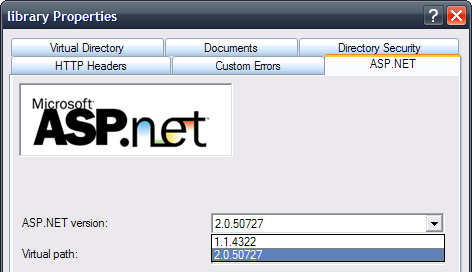 library Properties
Virtual Directory Documents Directory Security
HTTP Headers Custom Errors ASP.NET
Microsoft
ASP.net
ASP.NET version: 2.0.50727
1.1.4322
Virtual path: 2.0.50727